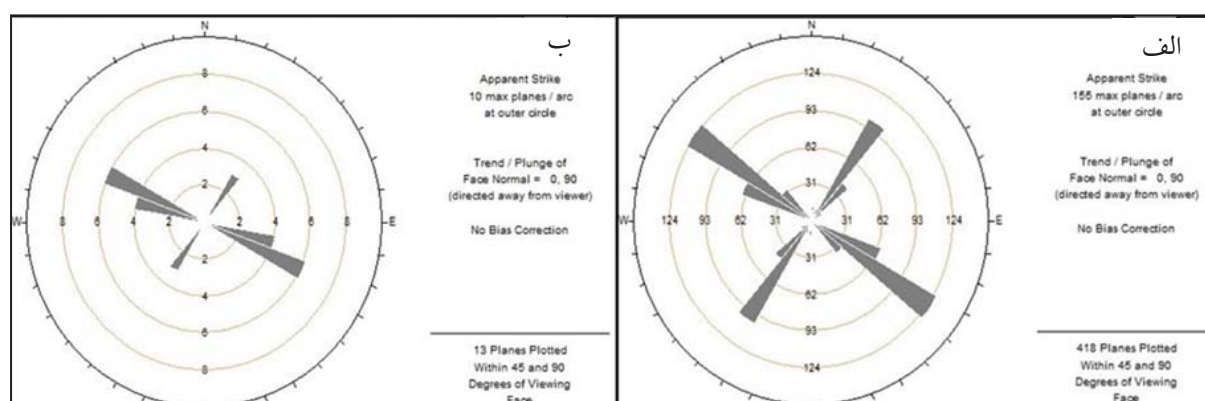 ب
N
8
6
4
2
W
8
6
4
2
2
4
6
8
E
2
4
6
8
Apparent Strike
10 max planes / arc
at outer circle
Trend / Plunge of
Face Normal = 0, 90
(directed away from viewer)
No Bias Correction
13 Planes Plotted
Within 45 and 90
Degrees of Viewing
Face
الف
N
124
93
62
31
W
124
93
62
31
31
62
93
124
E
31
62
93
124
Apparent Strike
155 max planes / arc
at outer circle
Trend / Plunge of
Face Normal = 0, 90
(directed away from viewer)
No Bias Correction
418 Planes Plotted
Within 45 and 90
Degrees of Viewing
Face